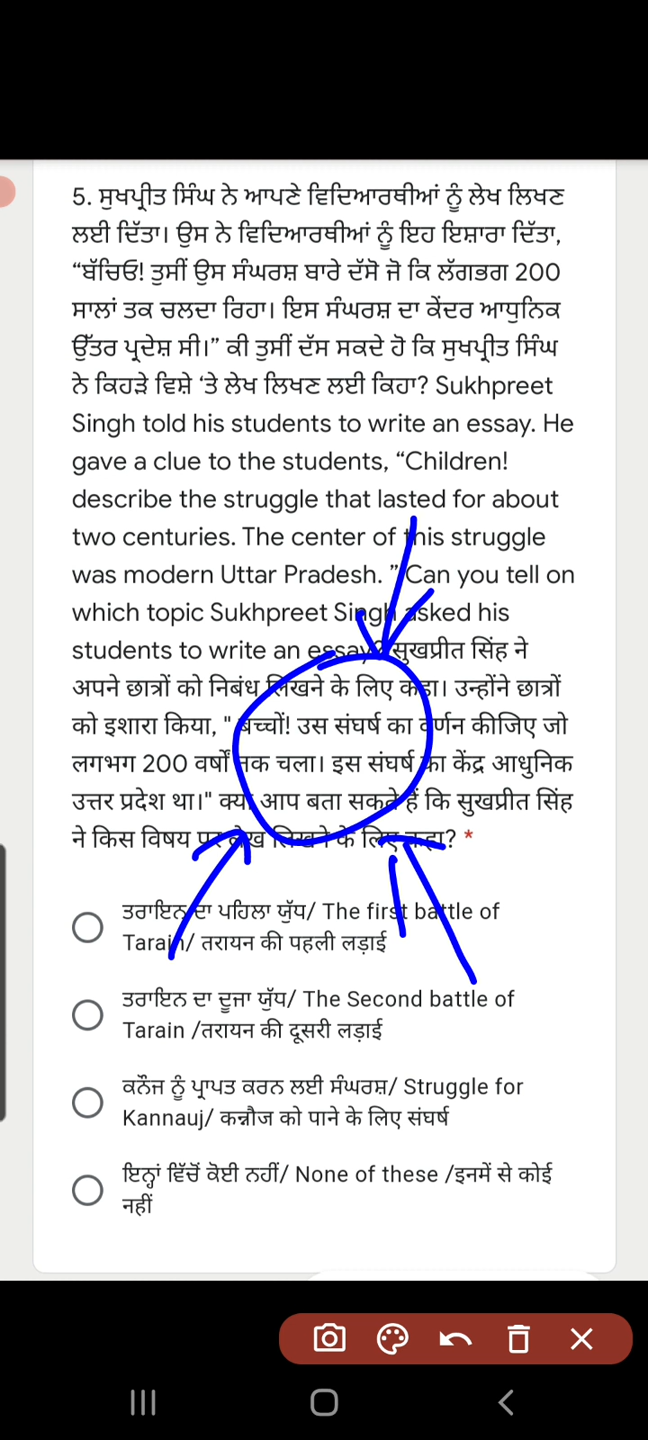 5. ਸੁਖਪ੍ਰੀਤ ਸਿੰਘ ਨੇ ਆਪਣੇ ਵਿਦਿਆਰਥੀਆਂ ਨੂੰ ਲੇਖ ਲਿਖਣ
ਲਈ ਦਿੱਤਾ। ਉਸ ਨੇ ਵਿਦਿਆਰਥੀਆਂ ਨੂੰ ਇਹ ਇਸ਼ਾਰਾ ਦਿੱਤਾ,
“ਬੱਚਿਓ! ਤੁਸੀਂ ਉਸ ਸੰਘਰਸ਼ ਬਾਰੇ ਦੱਸੋ ਜੋ ਕਿ ਲੱਗਭਗ 200
ਸਾਲਾਂ ਤਕ ਚਲਦਾ ਰਿਹਾ। ਇਸ ਸੰਘਰਸ਼ ਦਾ ਕੇਂਦਰ ਆਧੁਨਿਕ
ਉੱਤਰ ਪ੍ਰਦੇਸ਼ ਸੀ।” ਕੀ ਤੁਸੀਂ ਦੱਸ ਸਕਦੇ ਹੋ ਕਿ ਸੁਖਪ੍ਰੀਤ ਸਿੰਘ
ਨੇ ਕਿਹੜੇ ਵਿਸ਼ੇ ‘ਤੇ ਲੇਖ ਲਿਖਣ ਲਈ ਕਿਹਾ? Sukhpreet
Singh told his students to write an essay. He
gave a clue to the students, “Children!
describe the struggle that lasted for about
two centuries. The center of this struggle
was modern Uttar Pradesh. ” Can you tell on
which topic Sukhpreet Singh asked his
students to write an essay? सुखप्रीत सिंह ने
अपने छात्रों को निबंध लिखने के लिए कहा। उन्होंने छात्रों
को इशारा किया, " बच्चों! उस संघर्ष का वर्णन कीजिए जो
लगभग 200 वर्षों तक चला। इस संघर्ष का केंद्र आधुनिक
उत्तर प्रदेश था।" क्या आप बता सकते हैं कि सुखप्रीत सिंह
ने किस विषय पर लेख लिखने के लिए कहा? *
ਤਰਾਇਨ ਦਾ ਪਹਿਲਾ ਯੁੱਧ/ The first battle of
Tarain/ तरायन की पहली लड़ाई
ਤਰਾਇਨ ਦਾ ਦੂਜਾ ਯੁੱਧ/ The Second battle of
Tarain /तरायन की दूसरी लड़ाई
ਕਨੌਜ ਨੂੰ ਪ੍ਰਾਪਤ ਕਰਨ ਲਈ ਸੰਘਰਸ਼/ Struggle for
Kannauj/ कन्नौज को पाने के लिए संघर्ष
ਇਨ੍ਹਾਂ ਵਿੱਚੋਂ ਕੋਈ ਨਹੀਂ/ None of these /इनमें से कोई
नहीं